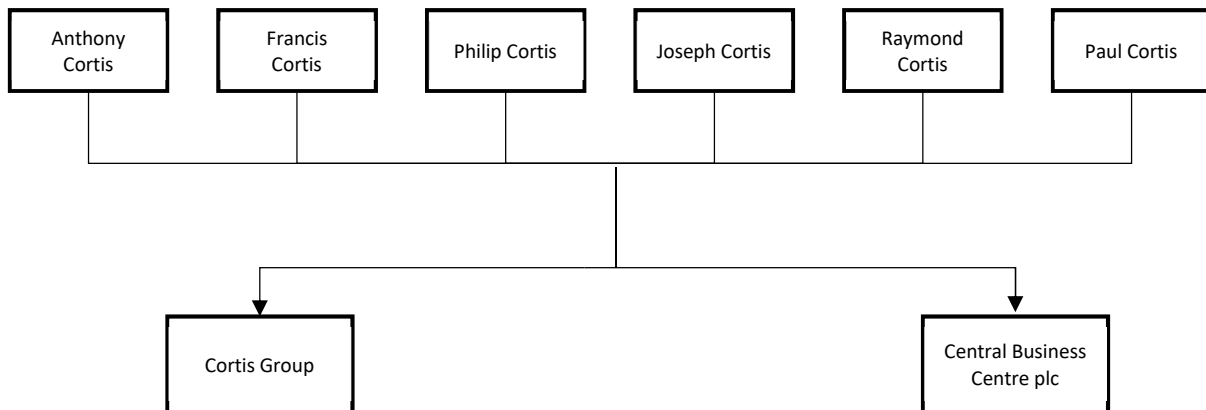 Anthony
Cortis
Francis
Cortis
Philip Cortis
Joseph Cortis
Raymond
Cortis
Paul Cortis
Cortis Group
Central Business
Centre plc